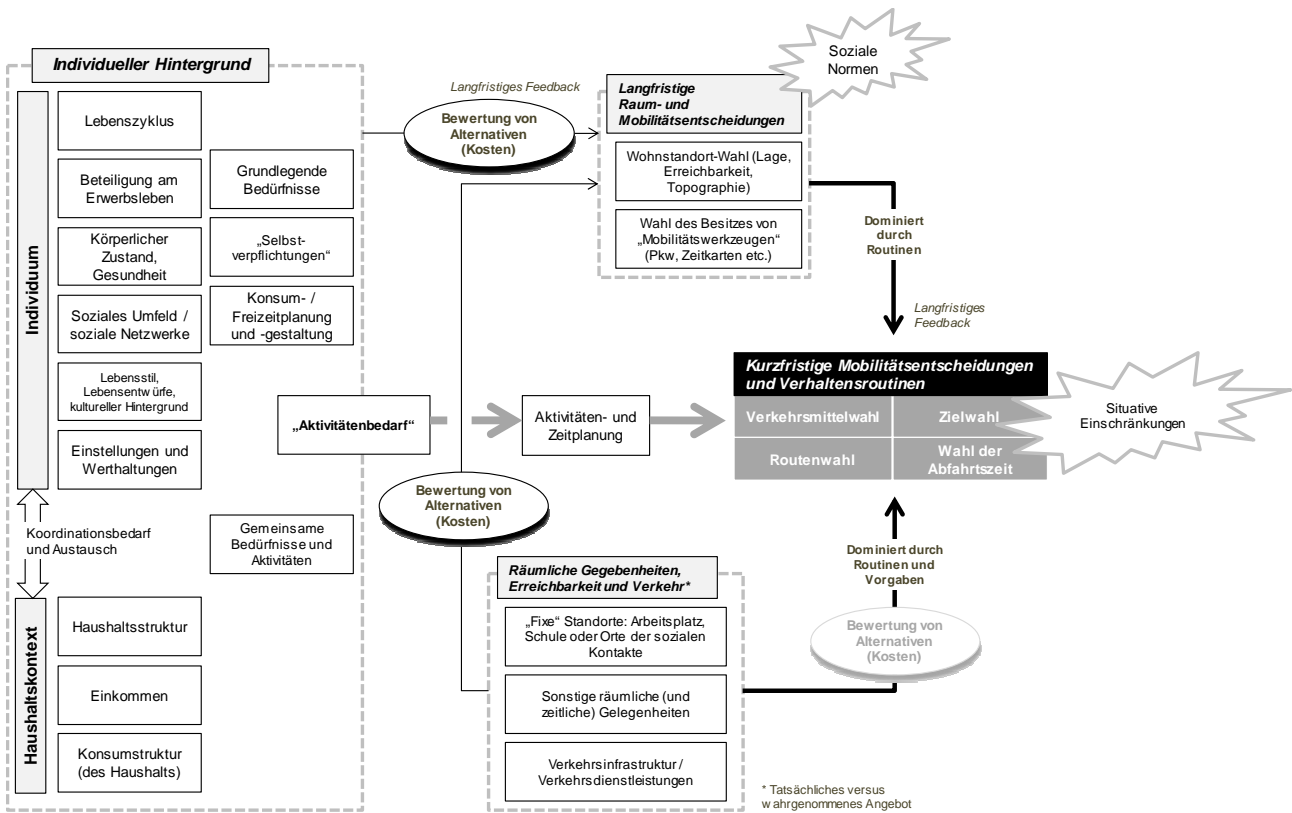 Individueller Hintergrund
Individuum
Lebenszyklus
Beteiligung am
Erwerbsleben
Körperlicher
Zustand,
Gesundheit
Soziales Umfeld /
soziale Netzwerke
Lebensstil,
Lebensentwürfe,
kultureller Hintergrund
Einstellungen und
Werthaltungen
Grundlegende
Bedürfnisse
„Selbst-
verpflichtungen“
Konsum- /
Freizeitplanung
und -gestaltung
„Aktivitätenbedarf“
Koordinationsbedarf
und Austausch
Gemeinsame
Bedürfnisse und
Aktivitäten
Haushaltskontext
Haushaltsstruktur
Einkommen
Konsumstruktur
(des Haushalts)
Langfristiges Feedback
Bewertung von
Alternativen
(Kosten)
Langfristige
Raum- und
Mobilitätsentscheidungen
Wohnstandort-Wahl (Lage,
Erreichbarkeit,
Topographie)
Wahl des Besitzes von
„Mobilitätswerkzeugen“
(Pkw, Zeitkarten etc.)
Soziale
Normen
Dominiert
durch
Routinen
Langfristiges
Feedback
Aktivitäten- und
Zeitplanung
Kurzfristige Mobilitätsentscheidungen
und Verhaltensroutinen
Verkehrsmittelwahl
Zielwahl
Routenwahl
Wahl der
Abfahrtszeit
Situative
Einschränkungen
Bewertung von
Alternativen
(Kosten)
Räumliche Gegebenheiten,
Erreichbarkeit und Verkehr*
„Fixe“ Standorte: Arbeitsplatz,
Schule oder Orte der sozialen
Kontakte
Sonstige räumliche (und
zeitliche) Gelegenheiten
Verkehrsinfrastruktur /
Verkehrsdienstleistungen
Dominiert durch
Routinen und
Vorgaben
Bewertung von
Alternativen
(Kosten)
* Tatsächliches versus
wahrgenommenes Angebot